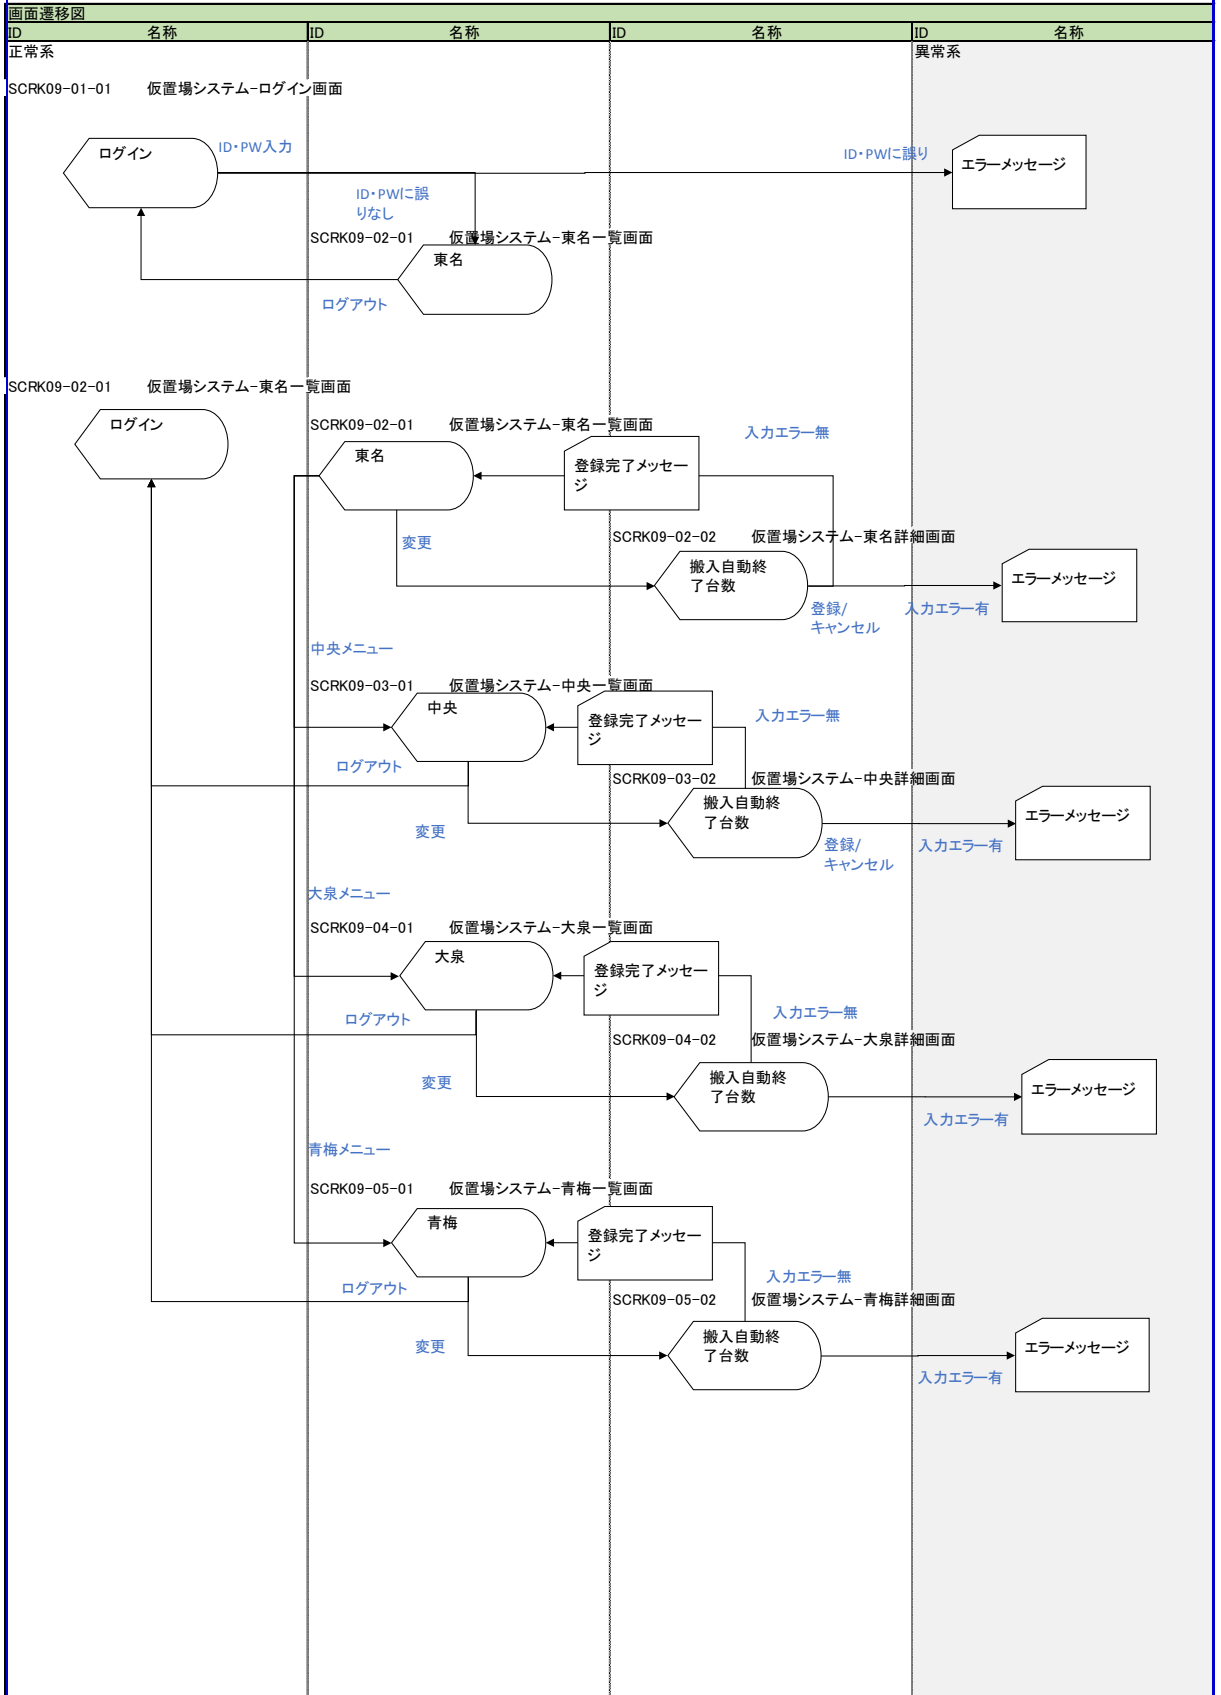 画面遷移図
ID 名称 ID 名称 ID 名称 ID 名称
正常系 異常系
SCRK09-01-01 仮置場システム-ログイン画面
ログイン
ID・PW入力
ID・PWに誤り
エラーメッセージ
ID・PWに誤
りなし
SCRK09-02-01 仮置場システム-東名一覧画面
東名
ログアウト
SCRK09-02-01 仮置場システム-東名一覧画面
ログイン
SCRK09-02-01 仮置場システム-東名一覧画面
東名
登録完了メッセー
ジ
入力エラー無
変更
SCRK09-02-02 仮置場システム-東名詳細画面
搬入自動終
了台数
エラーメッセージ
登録/
キャンセル
入力エラー有
中央メニュー
SCRK09-03-01 仮置場システム-中央一覧画面
中央
登録完了メッセー
ジ
入力エラー無
ログアウト
SCRK09-03-02 仮置場システム-中央詳細画面
変更
搬入自動終
了台数
エラーメッセージ
登録/
キャンセル
入力エラー有
大泉メニュー
SCRK09-04-01 仮置場システム-大泉一覧画面
大泉
登録完了メッセー
ジ
入力エラー無
ログアウト
SCRK09-04-02 仮置場システム-大泉詳細画面
変更
搬入自動終
了台数
エラーメッセージ
入力エラー有
青梅メニュー
SCRK09-05-01 仮置場システム-青梅一覧画面
青梅
登録完了メッセー
ジ
入力エラー無
ログアウト
SCRK09-05-02 仮置場システム-青梅詳細画面
変更
搬入自動終
了台数
エラーメッセージ
入力エラー有